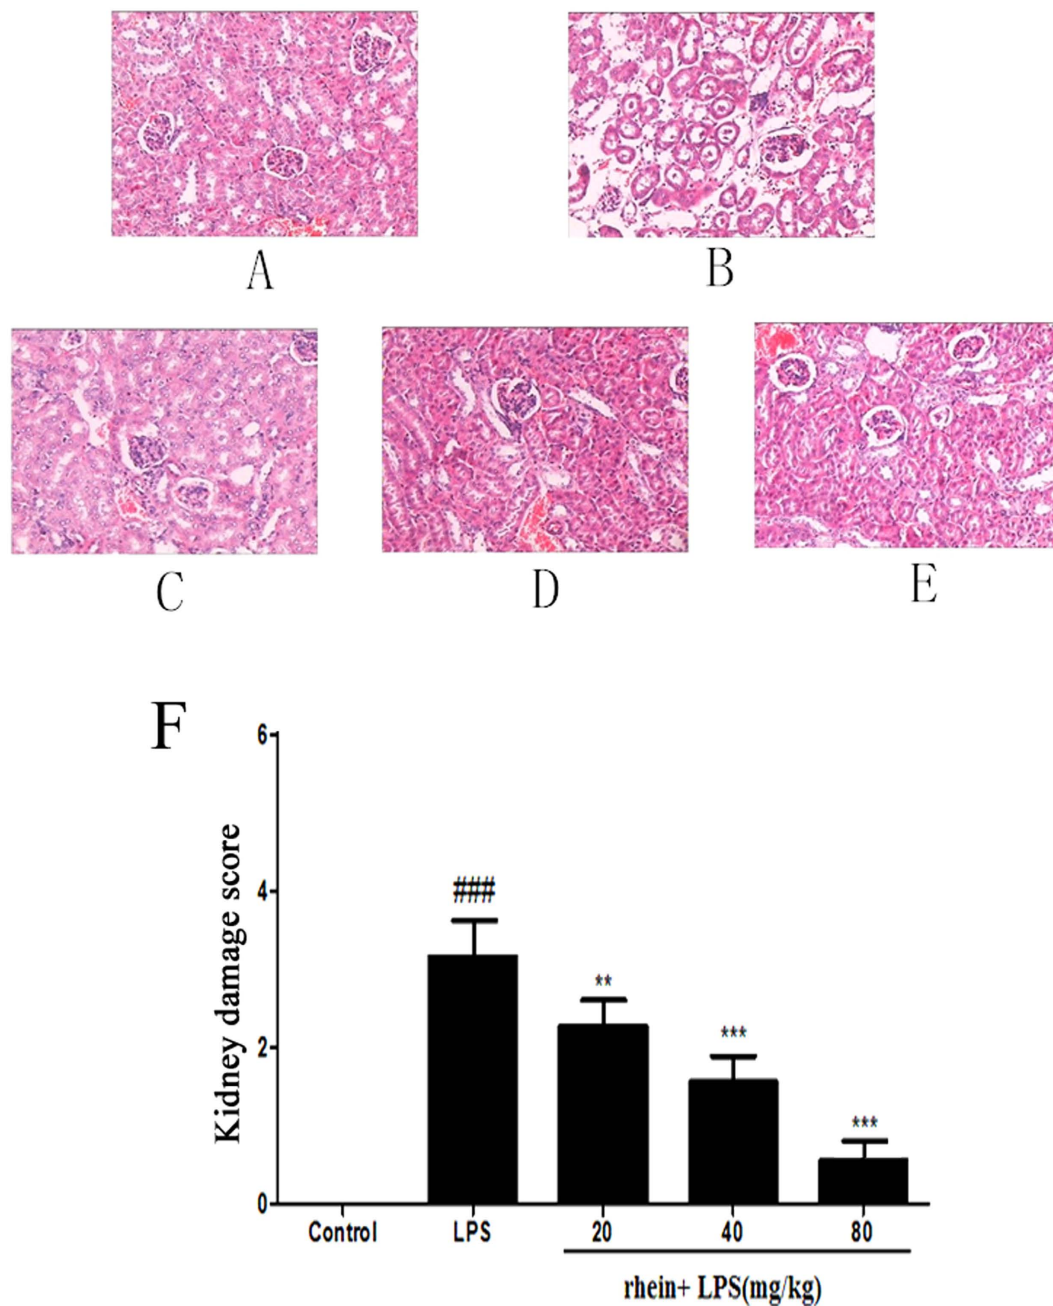 A
B
C
D
E
F
6
4
2
0
Kidney damage score
###
**
***
***
Control LPS 20 40 80
rhein+ LPS(mg/kg)